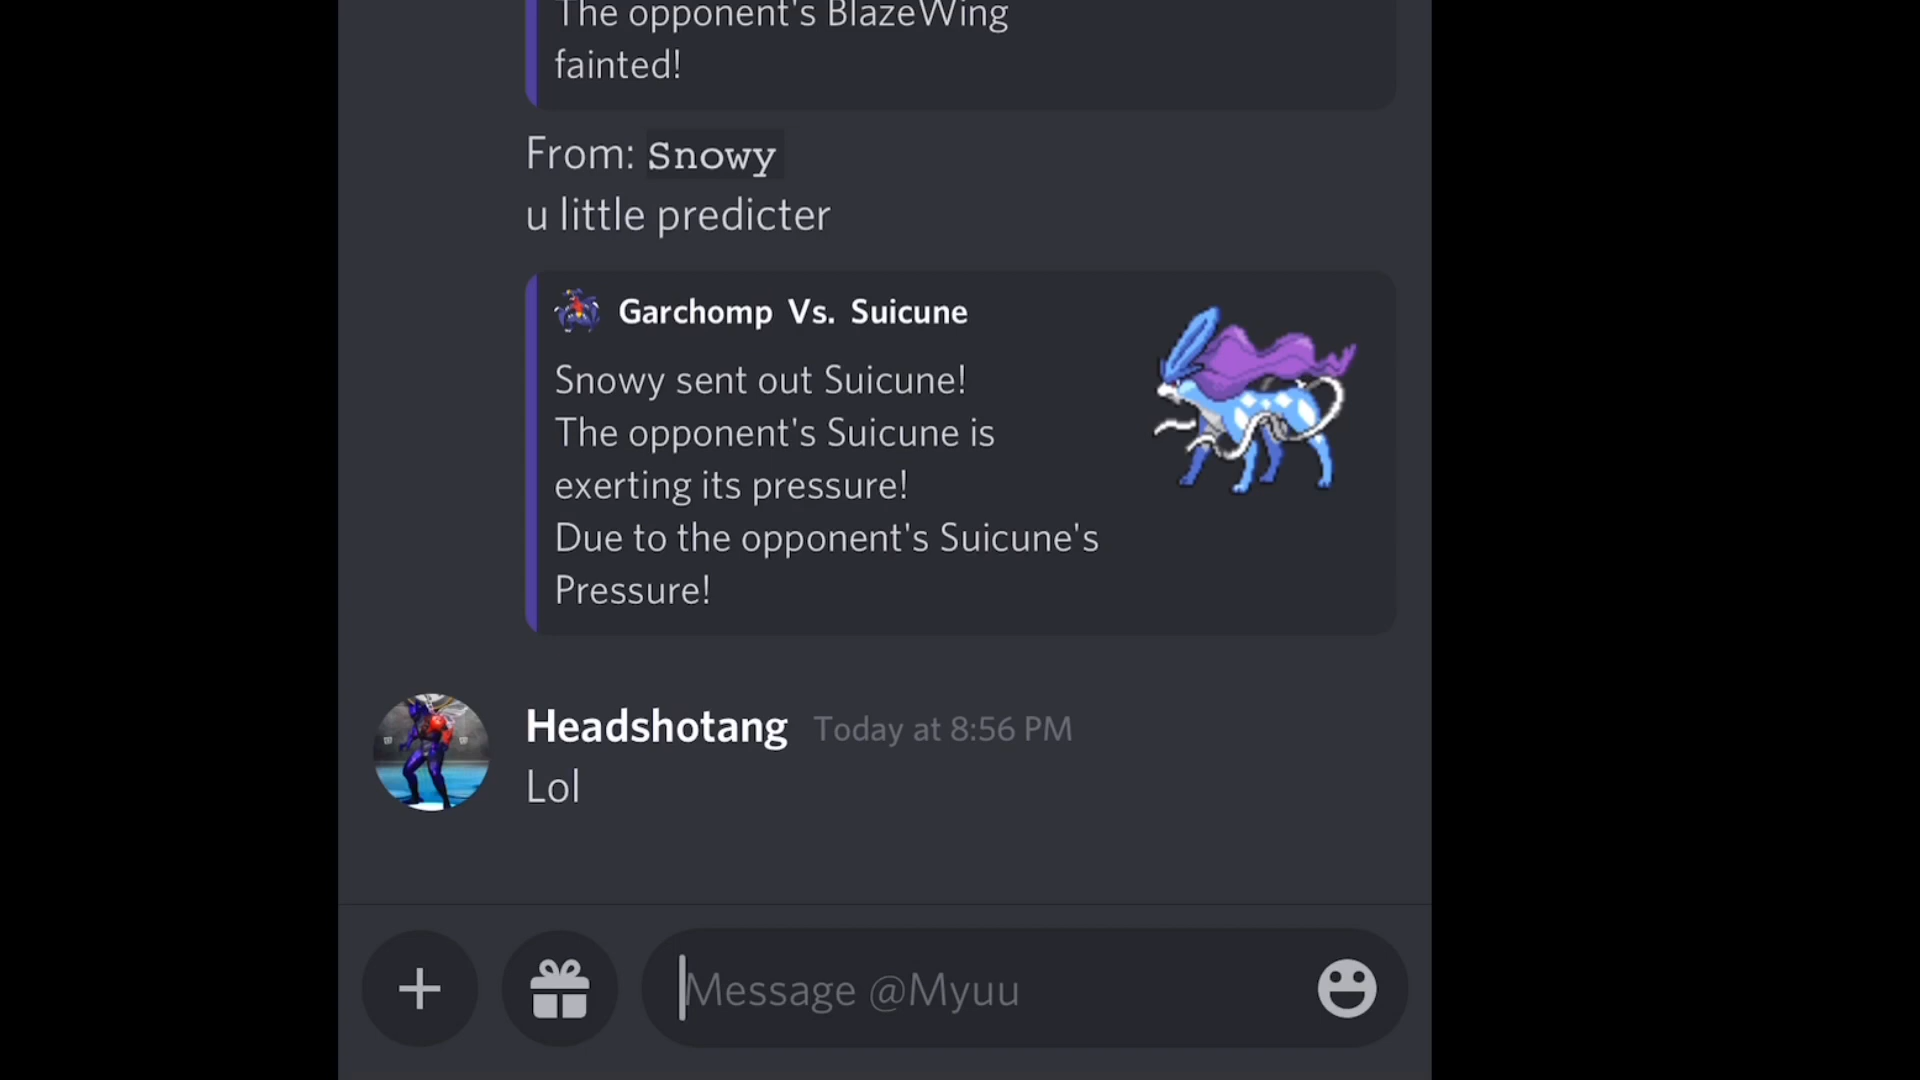 The opponent's BlazeWing
fainted!
From: Snowy
u little predicter
Garchomp Vs. Suicune
Snowy sent out Suicune!
The opponent's Suicune is
exerting its pressure!
Due to the opponent's Suicune's
Pressure!
Headshotang Today at 8:56 PM
Lol
Message @Myuu